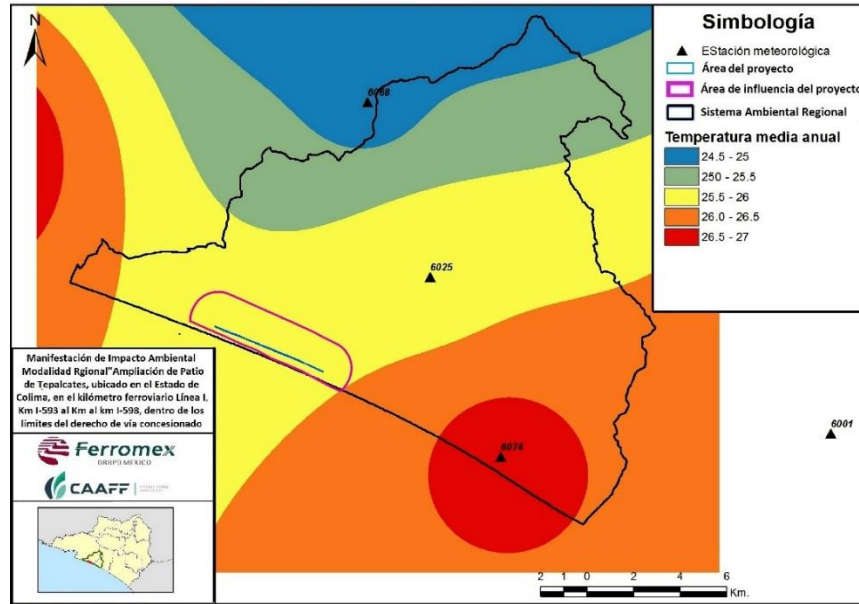 N
Simbología
EStación meteorológica
Área del proyecto
Área de influencia del proyecto
Sistema Ambiental Regional
Temperatura media anual
24.5 - 25
250 - 25.5
25.5 - 26
26.0 - 26.5
26.5 - 27
6068
6025
6074
6001
Manifestación de Impacto Ambiental
Modalidad Rgional"Ampliación de Patio
de Tepalcates, ubicado en el Estado de
Colima, en el kilómetro ferroviario Línea I,
Km I-593 al Km al km I-598, dentro de los
límites del derecho de vía concesionado
Ferromex
GRUPO MÉXICO
CAAFF
2 1 0 2 4 6
Km.